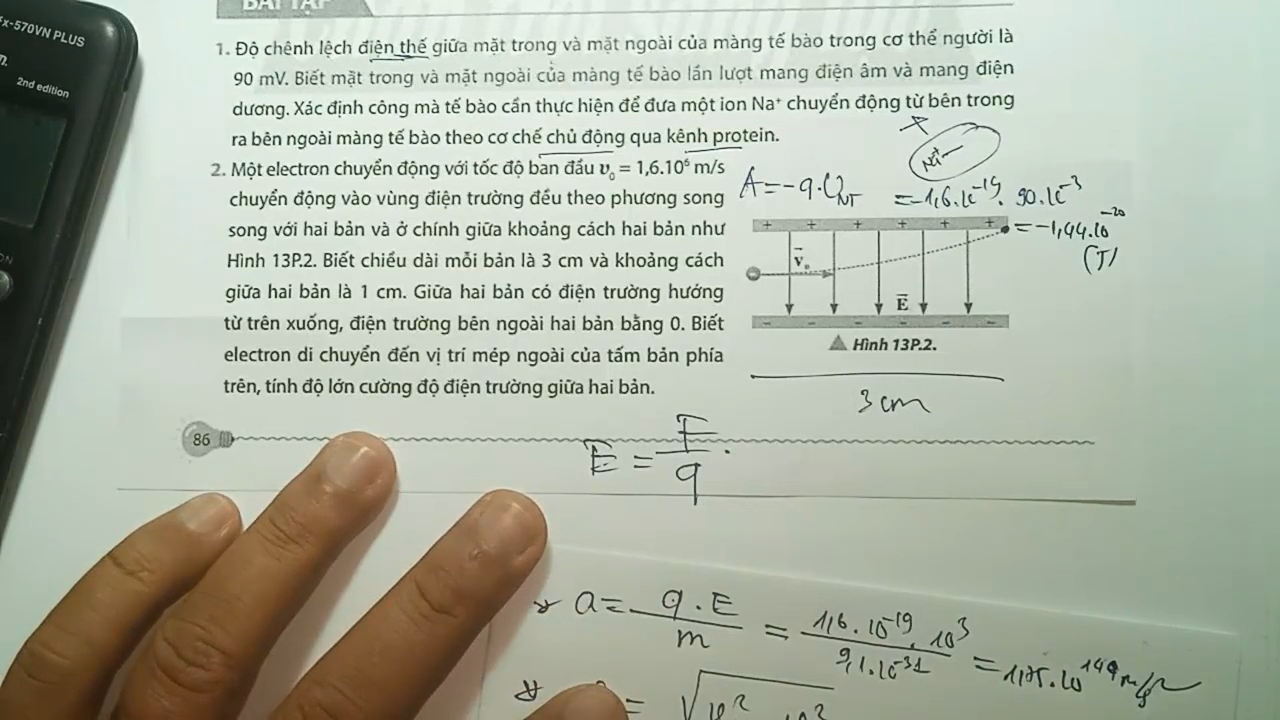 fx-570VN PLUS
2nd edition
BÀI TẬP
1. Độ chênh lệch điện thế giữa mặt trong và mặt ngoài của màng tế bào trong cơ thể người là
90 mV. Biết mặt trong và mặt ngoài của màng tế bào lần lượt mang điện âm và mang điện
dương. Xác định công mà tế bào cần thực hiện để đưa một ion Na⁺ chuyển động từ bên trong
ra bên ngoài màng tế bào theo cơ chế chủ động qua kênh protein.
2. Một electron chuyển động với tốc độ ban đầu v₀ = 1,6.10⁶ m/s
chuyển động vào vùng điện trường đều theo phương song
song với hai bản và ở chính giữa khoảng cách hai bản như
Hình 13P.2. Biết chiều dài mỗi bản là 3 cm và khoảng cách
giữa hai bản là 1 cm. Giữa hai bản có điện trường hướng
từ trên xuống, điện trường bên ngoài hai bản bằng 0. Biết
electron di chuyển đến vị trí mép ngoài của tấm bản phía
trên, tính độ lớn cường độ điện trường giữa hai bản.
A = -q.U_NT = -1,6.10⁻¹⁹. 90.10⁻³
= -1,44.10⁻²⁰
(J)
+ + + + + +
v₀
E
- - - - - -
Hình 13P.2.
3 cm
86
E = F/q.
a = q.E/m = 1,6.10⁻¹⁹.10³/9,1.10⁻³¹